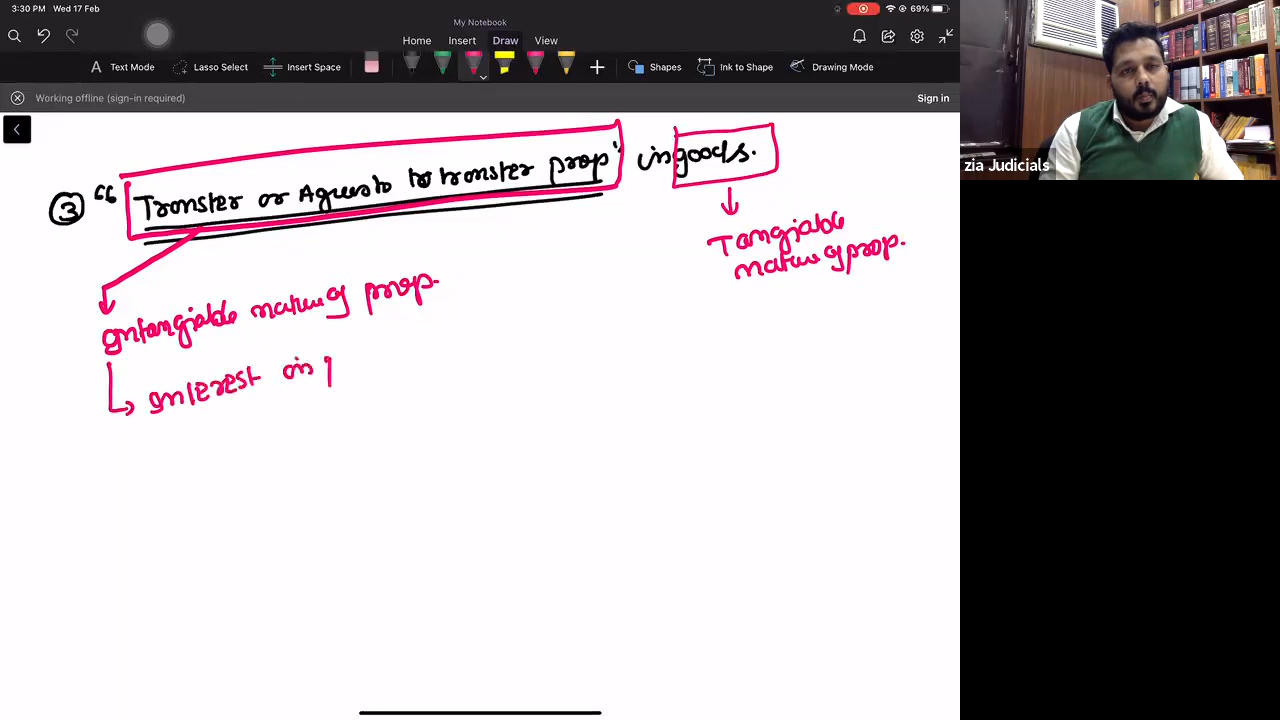 3:30 PM Wed 17 Feb
69%
My Notebook
Home Insert Draw View
Text Mode Lasso Select Insert Space Shapes Ink to Shape Drawing Mode
Working offline (sign-in required) Sign in
zia Judicials
③ “ Transfer or Agrees to to transfer prop" in goods.
Tangiable
nature of prop.
Intangiable nature of prop.
Interest in p